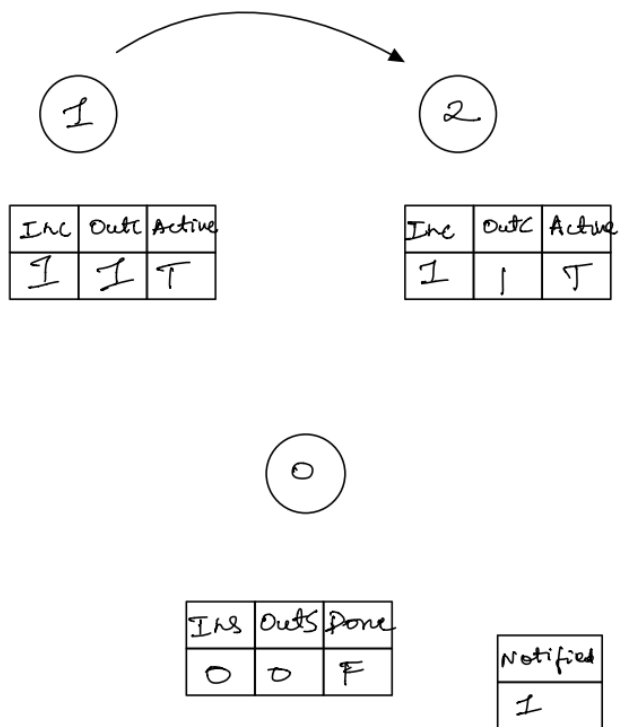 1
2
Inc OutC Active
1 1 T
Inc OutC Active
1 1 T
0
InS OutS Done
0 0 F
Notified
1